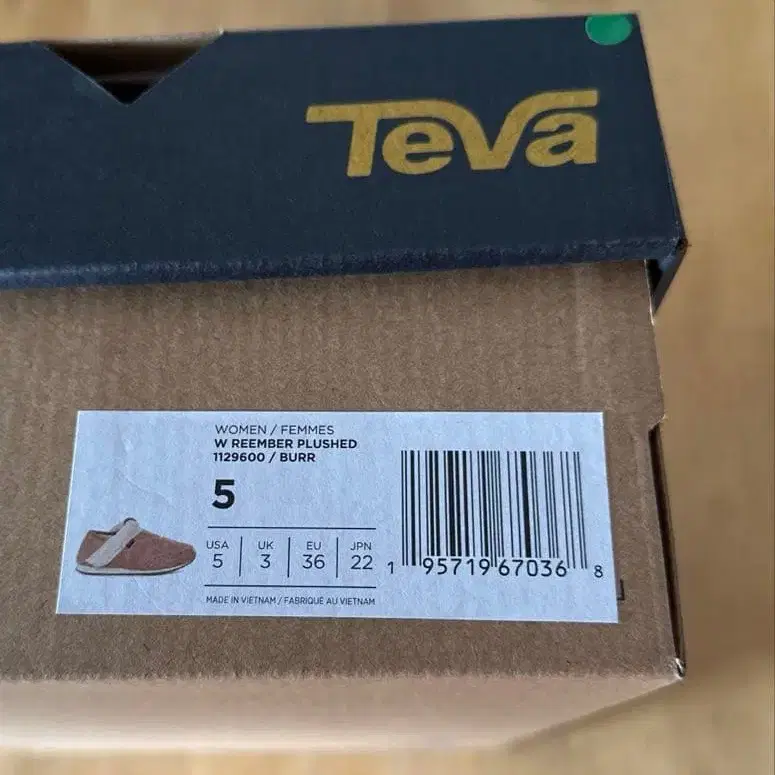 Teva
WOMEN / FEMMES
W REEMBER PLUSHED
1129600 / BURR
5
USA UK EU JPN
5 3 36 22
MADE IN VIETNAM / FABRIQUÉ AU VIETNAM
1 95719 67036 8